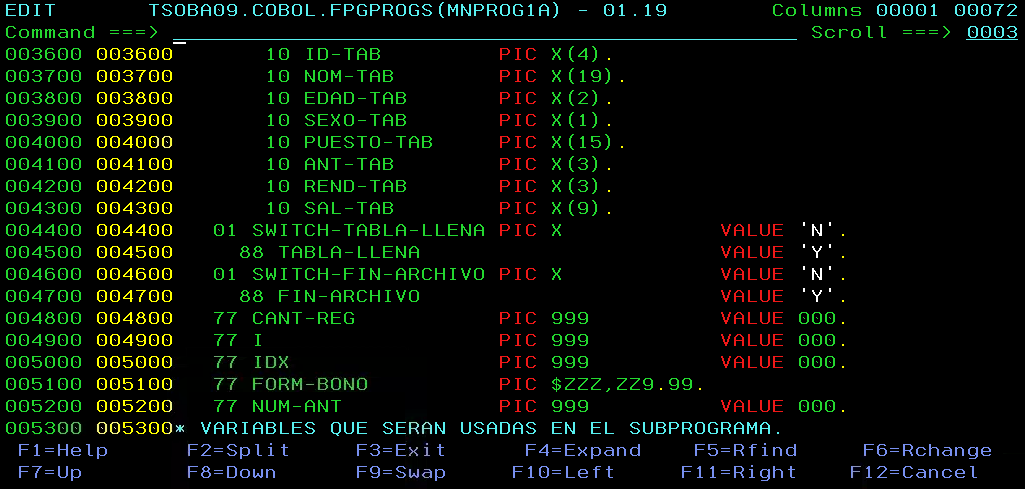 EDIT       TSOBA09.COBOL.FPGPROGS(MNPROG1A) - 01.19        Columns 00001 00072
Command ===>                                                  Scroll ===> 0003
003600 003600       10 ID-TAB         PIC X(4).
003700 003700       10 NOM-TAB        PIC X(19).
003800 003800       10 EDAD-TAB       PIC X(2).
003900 003900       10 SEXO-TAB       PIC X(1).
004000 004000       10 PUESTO-TAB     PIC X(15).
004100 004100       10 ANT-TAB        PIC X(3).
004200 004200       10 REND-TAB       PIC X(3).
004300 004300       10 SAL-TAB        PIC X(9).
004400 004400   01 SWITCH-TABLA-LLENA PIC X            VALUE 'N'.
004500 004500     88 TABLA-LLENA                       VALUE 'Y'.
004600 004600   01 SWITCH-FIN-ARCHIVO PIC X            VALUE 'N'.
004700 004700     88 FIN-ARCHIVO                       VALUE 'Y'.
004800 004800   77 CANT-REG           PIC 999          VALUE 000.
004900 004900   77 I                  PIC 999          VALUE 000.
005000 005000   77 IDX                PIC 999          VALUE 000.
005100 005100   77 FORM-BONO          PIC $ZZZ,ZZ9.99.
005200 005200   77 NUM-ANT            PIC 999          VALUE 000.
005300 005300* VARIABLES QUE SERAN USADAS EN EL SUBPROGRAMA.
F1=Help      F2=Split     F3=Exit      F4=Expand    F5=Rfind     F6=Rchange
F7=Up        F8=Down      F9=Swap      F10=Left     F11=Right    F12=Cancel